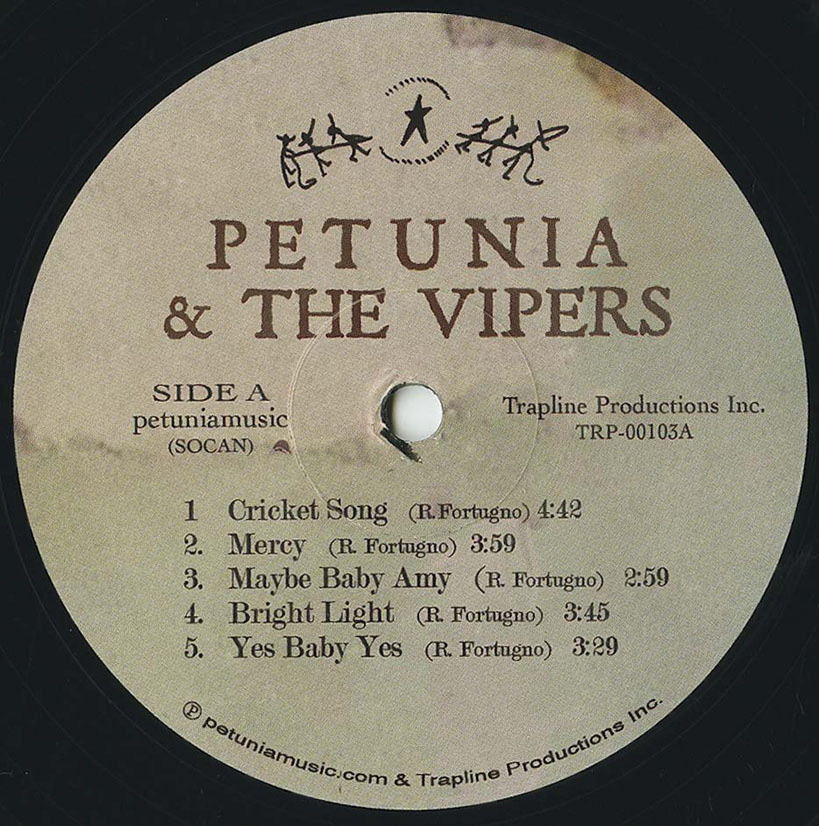 PETUNIA
& THE VIPERS
SIDE A
petuniamusic
(SOCAN)
Trapline Productions Inc.
TRP-00103A
1 Cricket Song (R.Fortugno) 4:42
2. Mercy (R. Fortugno) 3:59
3. Maybe Baby Amy (R. Fortugno) 2:59
4. Bright Light (R. Fortugno) 3:45
5. Yes Baby Yes (R. Fortugno) 3:29
℗ petuniamusic.com & Trapline Productions Inc.